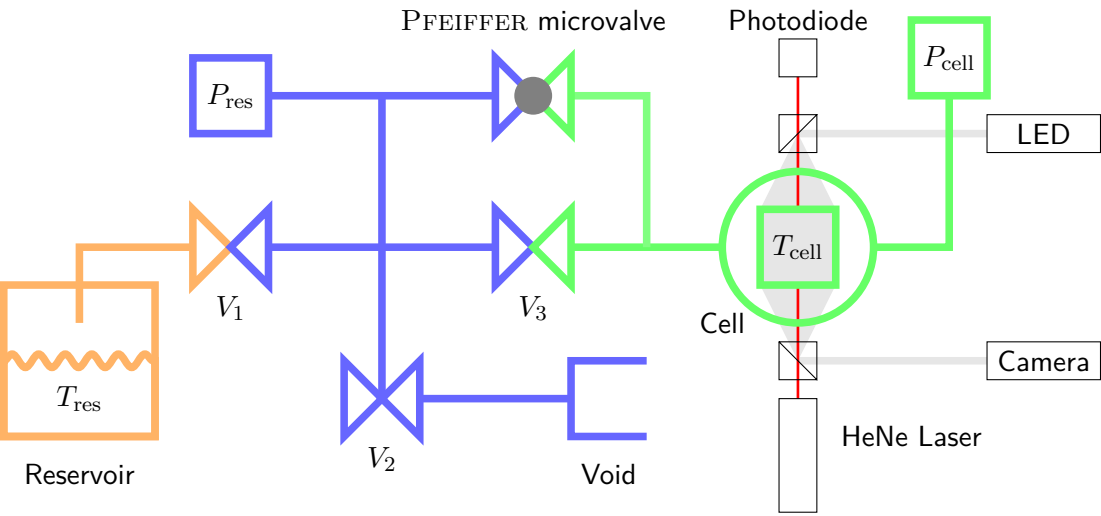 PFEIFFER microvalve
Photodiode
P_res
P_cell
LED
T_cell
V_1
V_3
Cell
T_res
Camera
HeNe Laser
V_2
Reservoir
Void